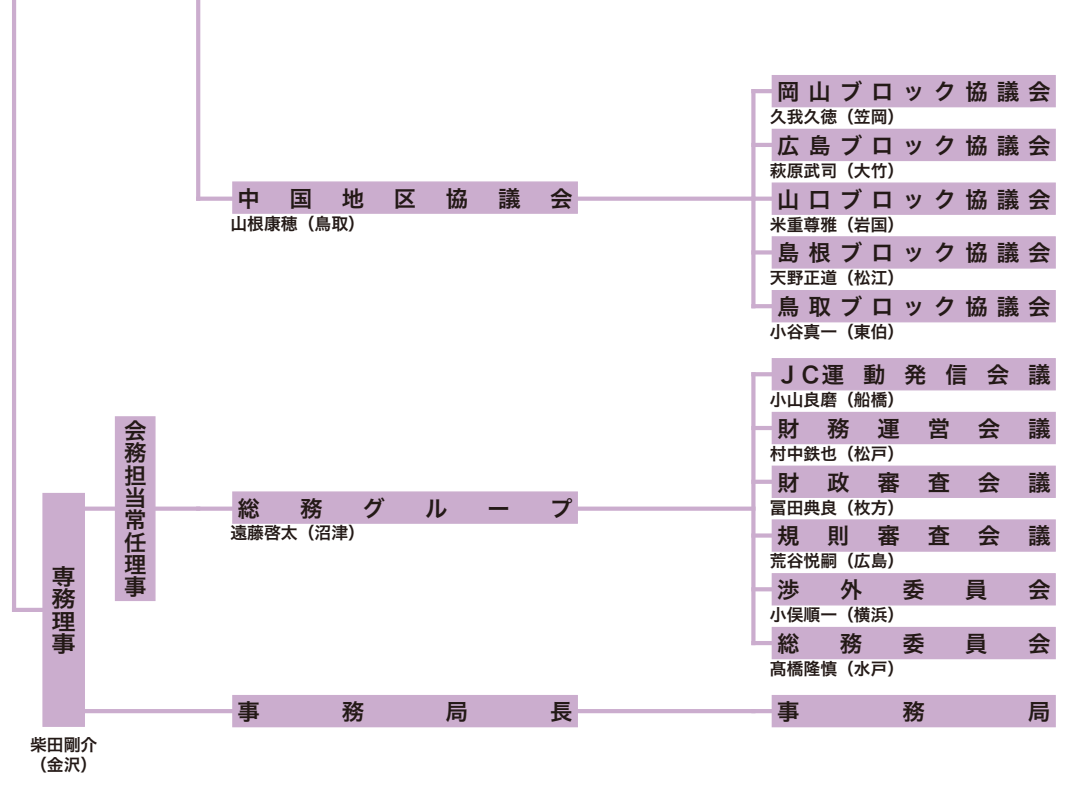 岡山ブロック協議会
久我久徳（笠岡）
広島ブロック協議会
萩原武司（大竹）
中国地区協議会
山根康穂（鳥取）
山口ブロック協議会
米重尊雅（岩国）
島根ブロック協議会
天野正道（松江）
鳥取ブロック協議会
小谷真一（東伯）
ＪＣ運動発信会議
小山良磨（船橋）
財務運営会議
村中鉄也（松戸）
財政審査会議
冨田典良（枚方）
規則審査会議
荒谷悦嗣（広島）
渉外委員会
小俣順一（横浜）
総務委員会
髙橋隆慎（水戸）
会務担当常任理事
総務グループ
遠藤啓太（沼津）
専務理事
柴田剛介
（金沢）
事務局長
事務局